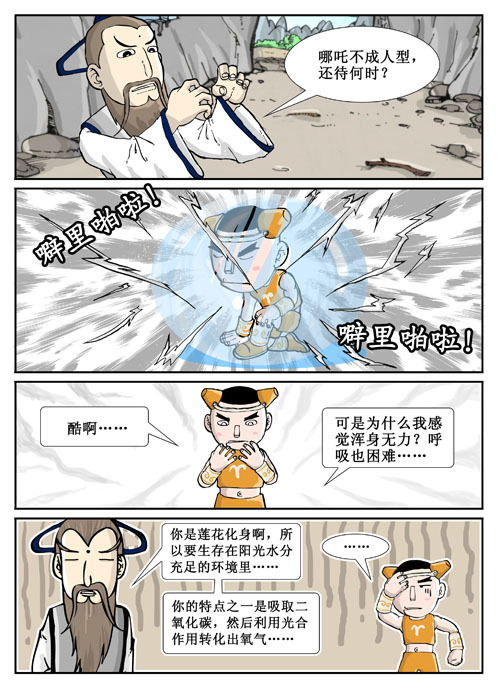 哪吒不成人型，
还待何时？
噼里啪啦！
噼里啪啦！
酷啊……
可是为什么我感
觉浑身无力？呼
吸也困难……
你是莲花化身啊，所
以要生存在阳光水分
充足的环境里……
你的特点之一是吸取二
氧化碳，然后利用光合
作用转化出氧气……
……